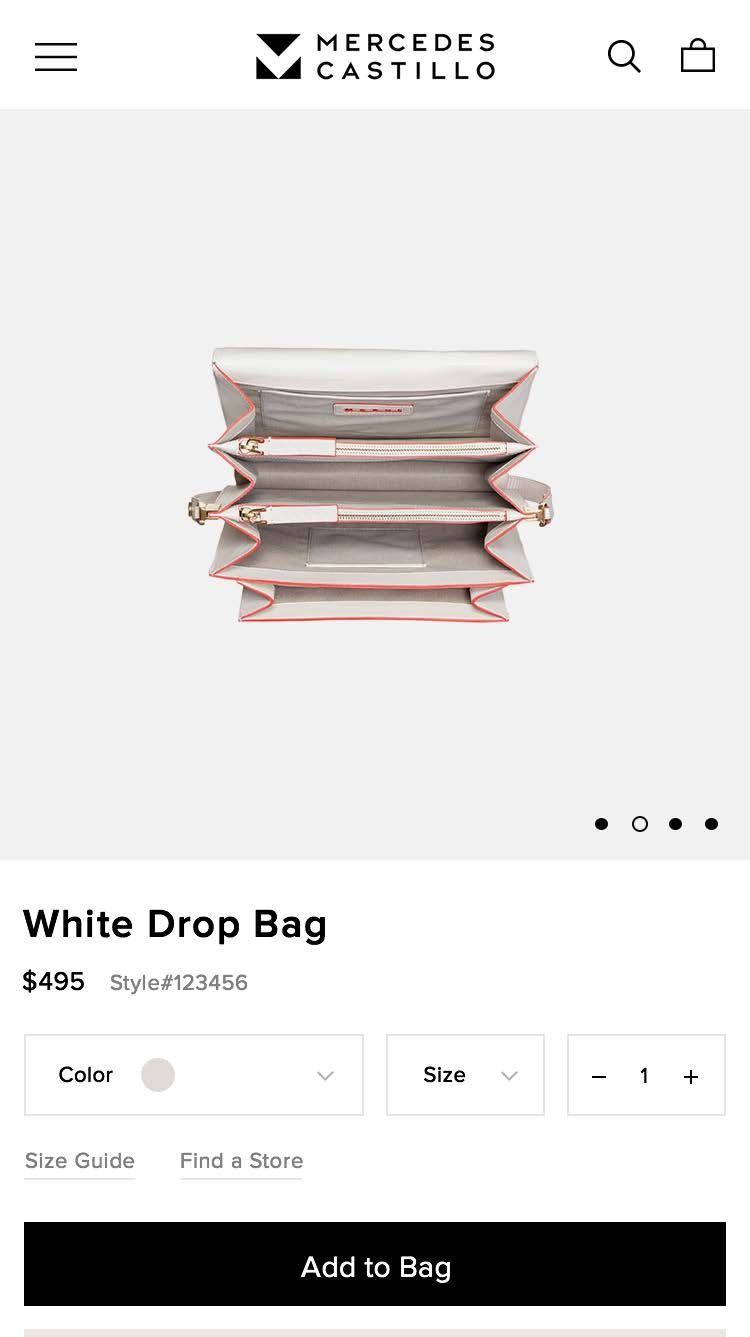 MERCEDES
CASTILLO
White Drop Bag
$495 Style#123456
Color
Size
– 1 +
Size Guide
Find a Store
Add to Bag